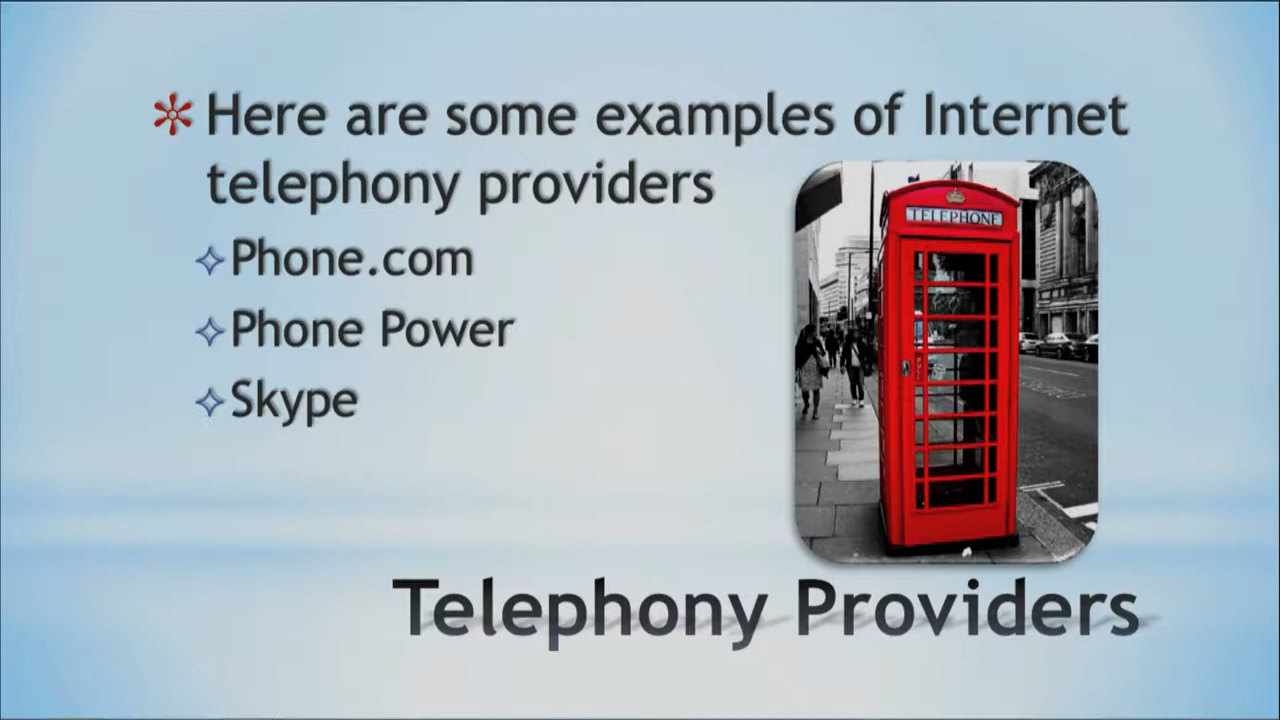 Here are some examples of Internet
telephony providers
Phone.com
Phone Power
Skype
TELEPHONE
Telephony Providers